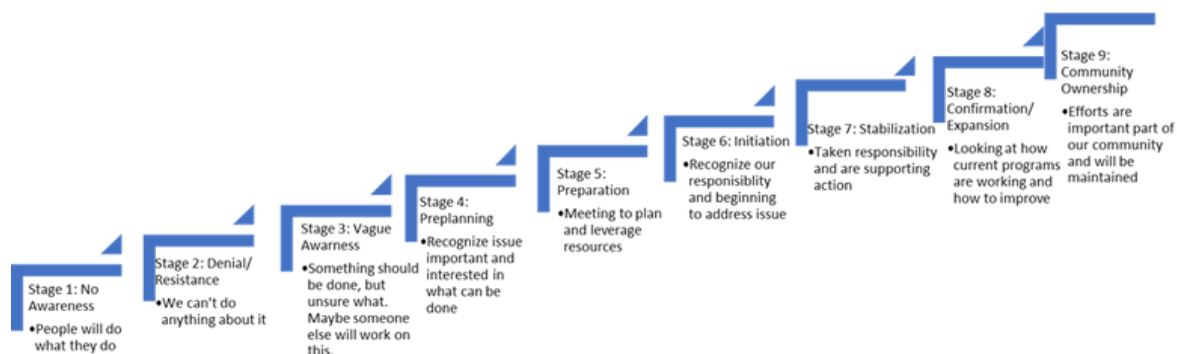 Stage 1: No
Awareness
•People will do
what they do
Stage 2: Denial/
Resistance
•We can't do
anything about it
Stage 3: Vague
Awarness
•Something should
be done, but
unsure what.
Maybe someone
else will work on
this.
Stage 4:
Preplanning
•Recognize issue
important and
interested in
what can be
done
Stage 5:
Preparation
•Meeting to plan
and leverage
resources
Stage 6: Initiation
•Recognize our
responisiblity
and beginning
to address issue
Stage 7: Stabilization
•Taken responsibility
and are supporting
action
Stage 8:
Confirmation/
Expansion
•Looking at how
current programs
are working and
how to improve
Stage 9:
Community
Ownership
•Efforts are
important part of
our community
and will be
maintained